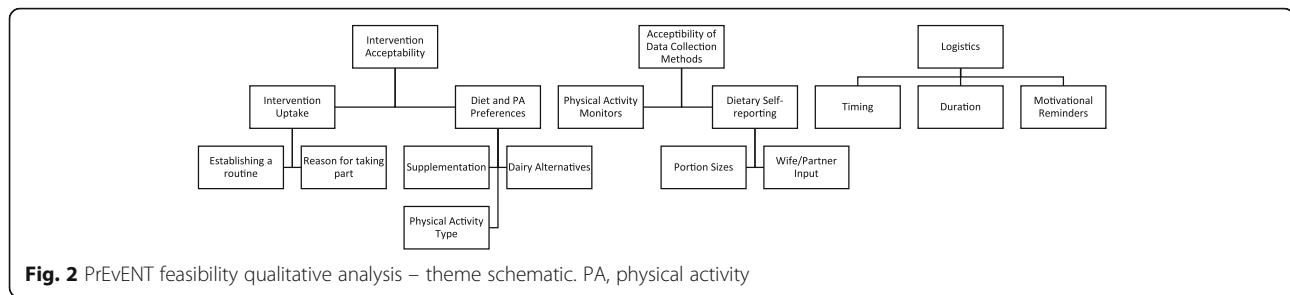 Intervention
Acceptability
Acceptibility of
Data Collection
Methods
Logistics
Intervention
Uptake
Diet and PA
Preferences
Physical Activity
Monitors
Dietary Self-
reporting
Timing
Duration
Motivational
Reminders
Establishing a
routine
Reason for taking
part
Supplementation
Dairy Alternatives
Portion Sizes
Wife/Partner
Input
Physical Activity
Type
Fig. 2 PrEvENT feasibility qualitative analysis – theme schematic. PA, physical activity